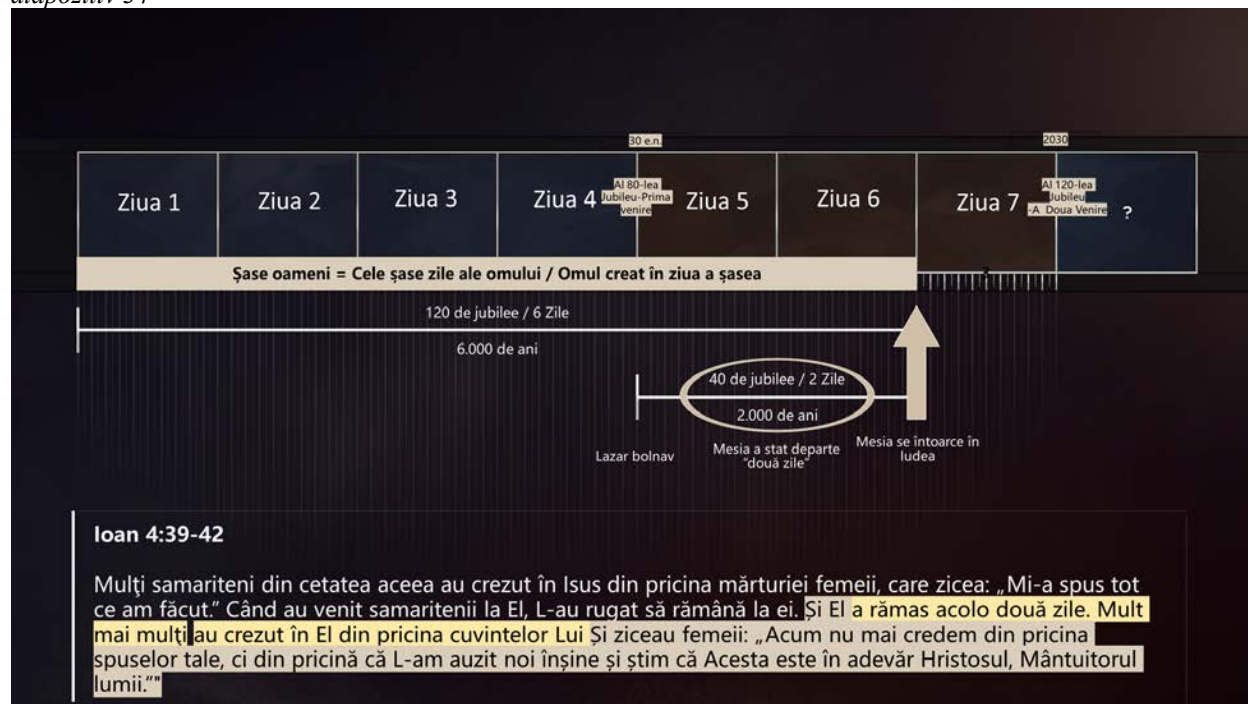 diapozitiv 54
30 e.n.
2030
Ziua 1
Ziua 2
Ziua 3
Ziua 4
Al 80-lea
Jubileu-Prima
venire
Ziua 5
Ziua 6
Ziua 7
Al 120-lea
Jubileu
-A Doua Venire
?
Șase oameni = Cele șase zile ale omului / Omul creat în ziua a șasea
120 de jubilee / 6 Zile
6.000 de ani
40 de jubilee / 2 Zile
2.000 de ani
Lazar bolnav
Mesia a stat departe
"două zile"
Mesia se întoarce în
Iudea
Ioan 4:39-42
Mulţi samariteni din cetatea aceea au crezut în Isus din pricina mărturiei femeii, care zicea: „Mi-a spus tot
ce am făcut.” Când au venit samaritenii la El, L-au rugat să rămână la ei. Și El a rămas acolo două zile. Mult
mai mulţi au crezut în El din pricina cuvintelor Lui Și ziceau femeii: „Acum nu mai credem din pricina
spuselor tale, ci din pricină că L-am auzit noi înșine și știm că Acesta este în adevăr Hristosul, Mântuitorul
lumii.”"